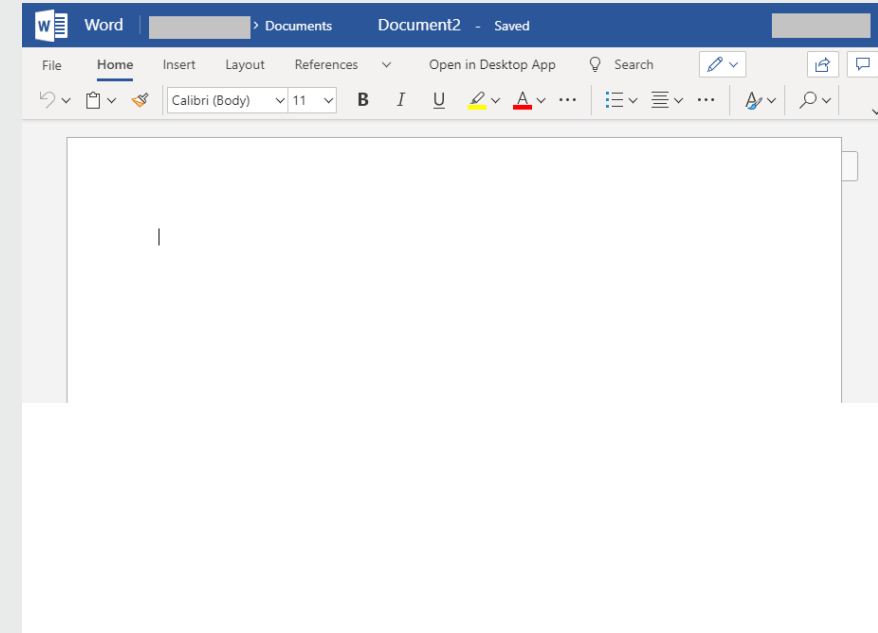 W Word > Documents Document2 - Saved
File Home Insert Layout References Open in Desktop App Search
Calibri (Body) 11 B I U A ... ... A